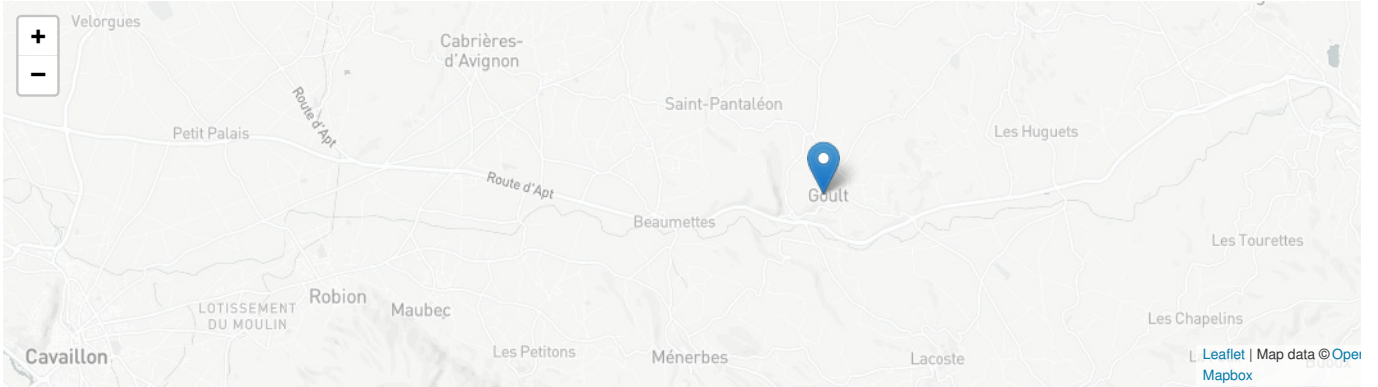 Velorgues
+
−
Cabrières-
d'Avignon
Route d'Apt
Saint-Pantaléon
Petit Palais
Les Huguets
Route d'Apt
Goult
Beaumettes
Les Tourettes
Robion
LOTISSEMENT
DU MOULIN
Maubec
Les Chapelins
Cavaillon
Les Petitons
Ménerbes
Lacoste
Leaflet | Map data © Open
Mapbox